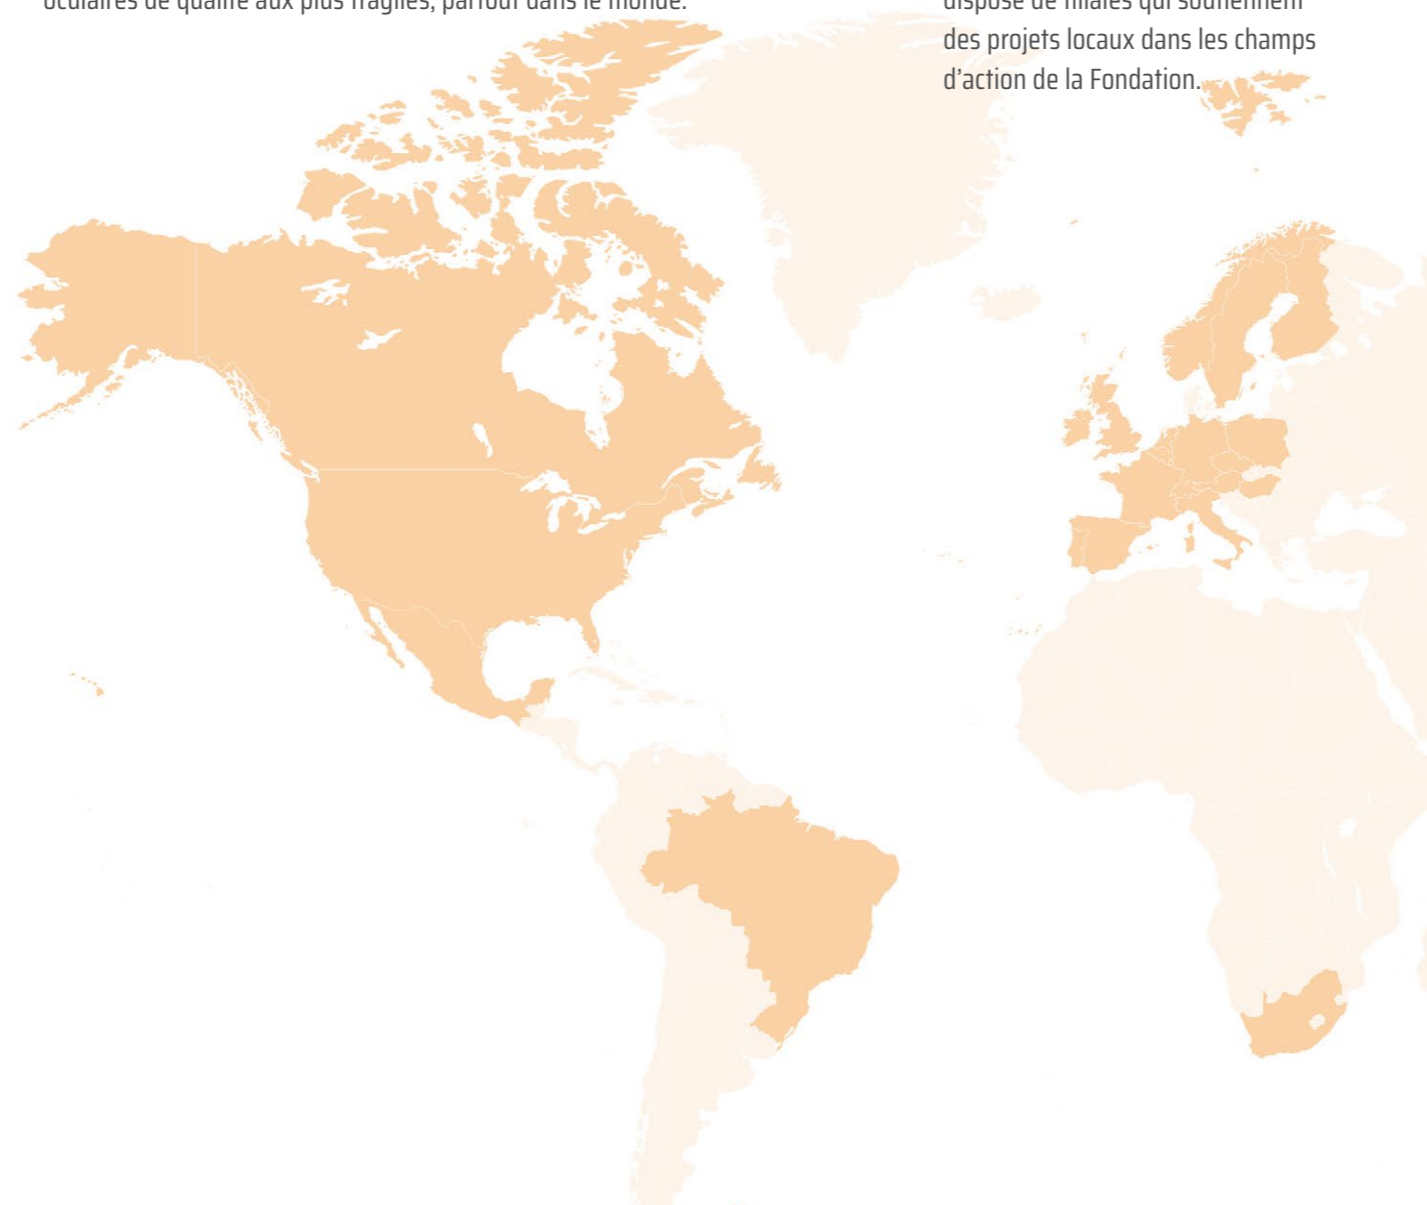 oculaires de qualité aux plus fragiles, partout dans le monde.
dispose de filiales qui soutiennent
des projets locaux dans les champs
d’action de la Fondation.